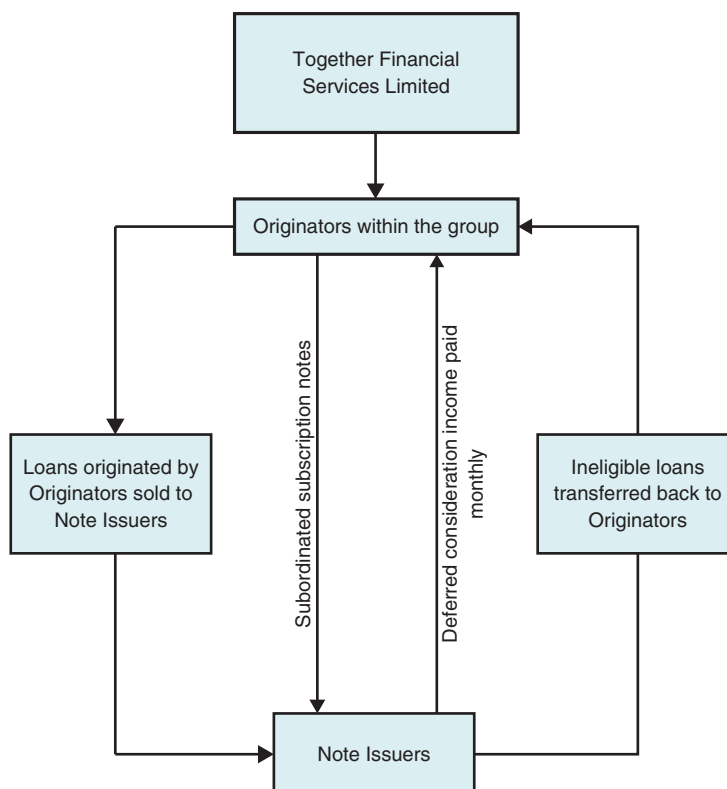 Together Financial
Services Limited
Originators within the group
Subordinated subscription notes
Deferred consideration income paid
monthly
Loans originated by
Originators sold to
Note Issuers
Ineligible loans
transferred back to
Originators
Note Issuers